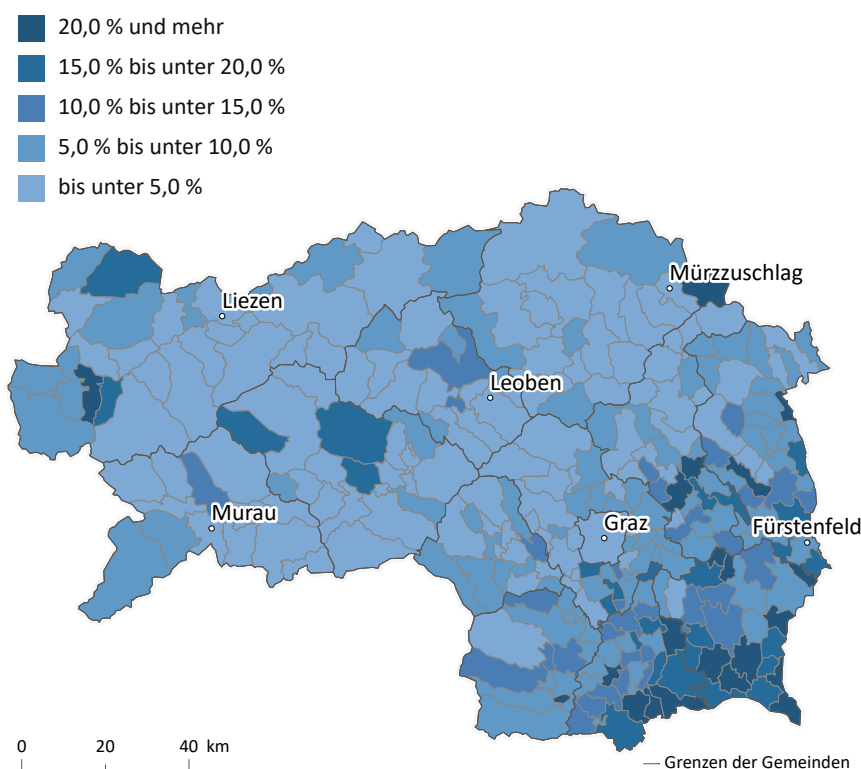 20,0 % und mehr
15,0 % bis unter 20,0 %
10,0 % bis unter 15,0 %
5,0 % bis unter 10,0 %
bis unter 5,0 %
Mürzzuschlag
Liezen
Leoben
Murau
Graz
Fürstenfeld
0 20 40 km
Grenzen der Gemeinden